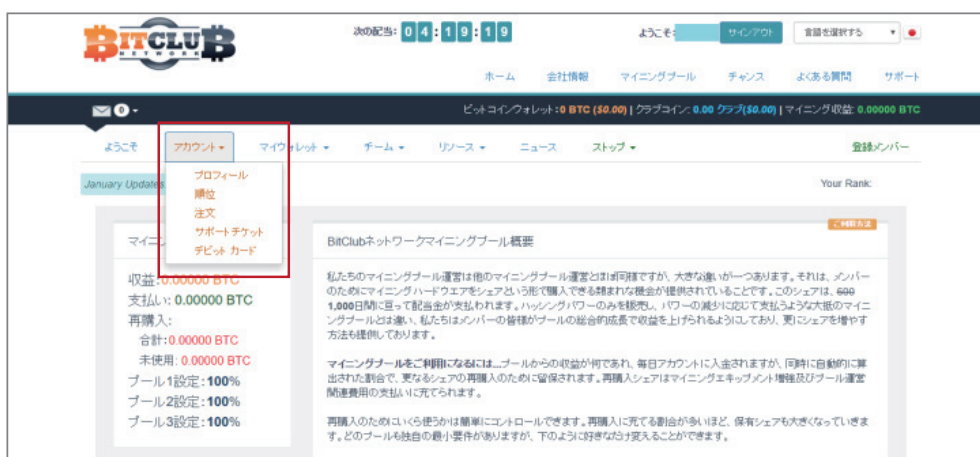 BITCLUB
NETWORK
次の配当: 04:19:19
ようこそ:
サインアウト
言語を選択する
ホーム 会社情報 マイニングプール チャンス よくある質問 サポート
0
ビットコインウォレット:0 BTC ($0.00) | クラブコイン: 0.00 クラブ($0.00) | マイニング収益: 0.00000 BTC
ようこそ アカウント マイウォレット チーム リソース ニュース ストップ 登録メンバー
January Updates
Your Rank:
プロフィール
順位
注文
サポートチケット
デビット カード
ご利用方法
マイニ
BitClubネットワークマイニングプール概要
収益:0.00000 BTC
支払い: 0.00000 BTC
再購入:
合計:0.00000 BTC
未使用: 0.00000 BTC
プール1設定:100%
プール2設定:100%
プール3設定:100%
私たちのマイニングプール運営は他のマイニングプール運営とほぼ同様ですが、大きな違いが一つあります。それは、メンバー
のためにマイニングハードウエアをシェアという形で購入できる類まれな機会が提供されていることです。このシェアは、600
1,000日間に亘って配当金が支払われます。ハッシングパワーのみを販売し、パワーの減少に応じて支払うような大抵のマイニ
ングプールとは違い、私たちはメンバーの皆様がプールの総合的成長で収益を上げられるようにしており、更にシェアを増やす
方法も提供しております。
マイニングプールをご利用になるには...プールからの収益が何であれ、毎日アカウントに入金されますが、同時に自動的に算
出された割合で、更なるシェアの再購入のために留保されます。再購入シェアはマイニングエキップメント増強及びプール運営
関連費用の支払いに充てられます。
再購入のためにいくら使うかは簡単にコントロールできます。再購入に充てる割合が多いほど、保有シェアも大きくなっていきま
す。どのプールも独自の最小要件がありますが、下のように好きなだけ変えることができます。